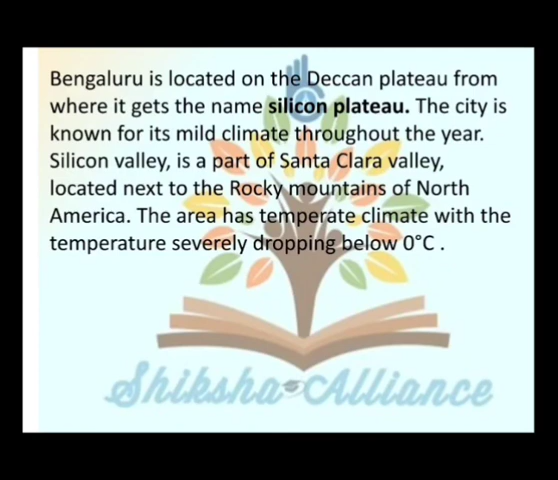 Bengaluru is located on the Deccan plateau from
where it gets the name silicon plateau. The city is
known for its mild climate throughout the year.
Silicon valley, is a part of Santa Clara valley,
located next to the Rocky mountains of North
America. The area has temperate climate with the
temperature severely dropping below 0°C .
Shiksha Alliance